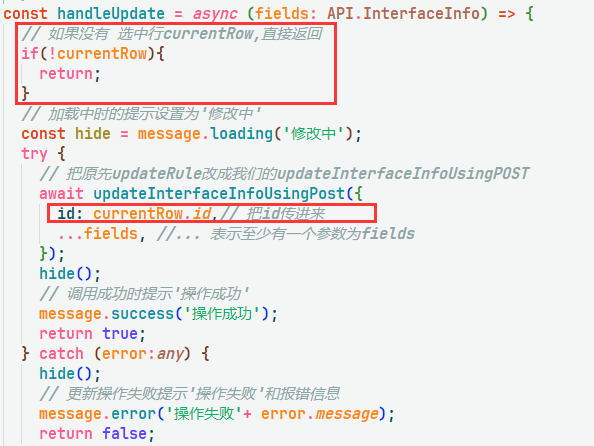 const handleUpdate = async (fields: API.InterfaceInfo) => {
// 如果没有 选中行currentRow,直接返回
if(!currentRow){
return;
}
// 加载中时的提示设置为'修改中'
const hide = message.loading('修改中');
try {
// 把原先updateRule改成我们的updateInterfaceInfoUsingPOST
await updateInterfaceInfoUsingPost({
id: currentRow.id,// 把id传进来
...fields, //... 表示至少有一个参数为fields
});
hide();
// 调用成功时提示'操作成功'
message.success('操作成功');
return true;
} catch (error:any) {
hide();
// 更新操作失败提示'操作失败'和报错信息
message.error('操作失败'+ error.message);
return false;